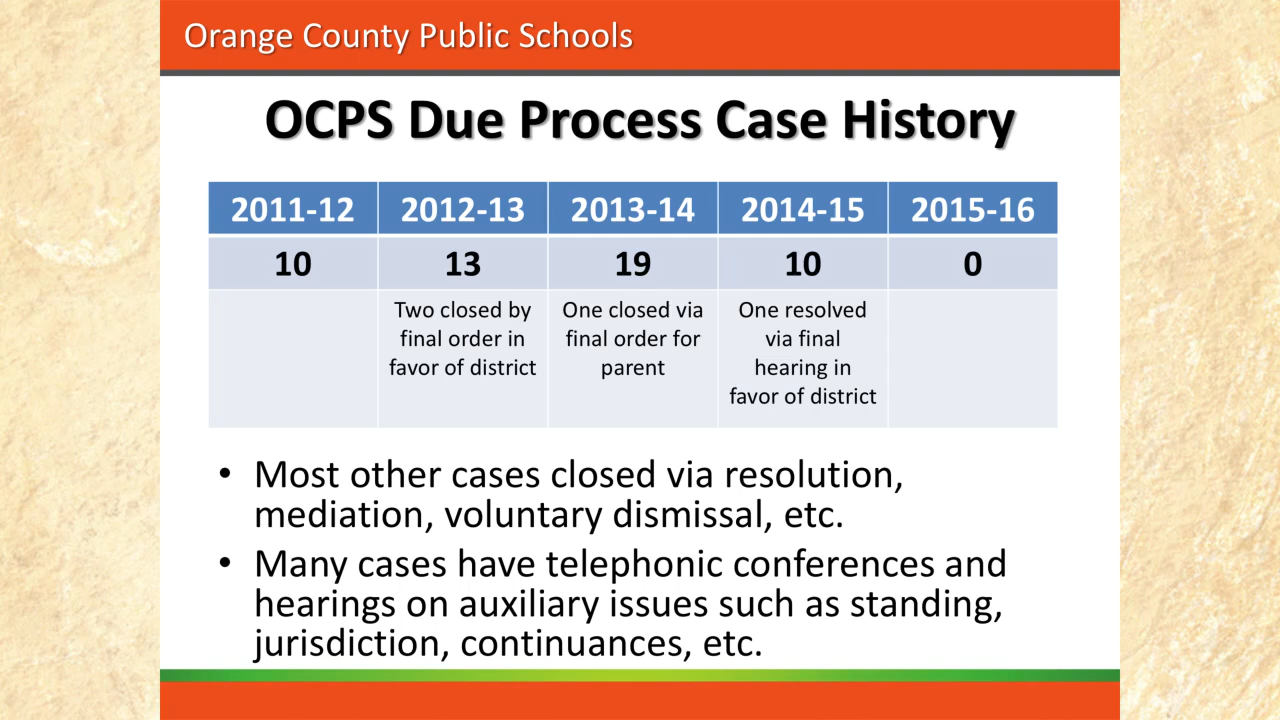 Orange County Public Schools
OCPS Due Process Case History
2011-12 2012-13 2013-14 2014-15 2015-16
10 13 19 10 0
Two closed by
final order in
favor of district
One closed via
final order for
parent
One resolved
via final
hearing in
favor of district
• Most other cases closed via resolution,
mediation, voluntary dismissal, etc.
• Many cases have telephonic conferences and
hearings on auxiliary issues such as standing,
jurisdiction, continuances, etc.